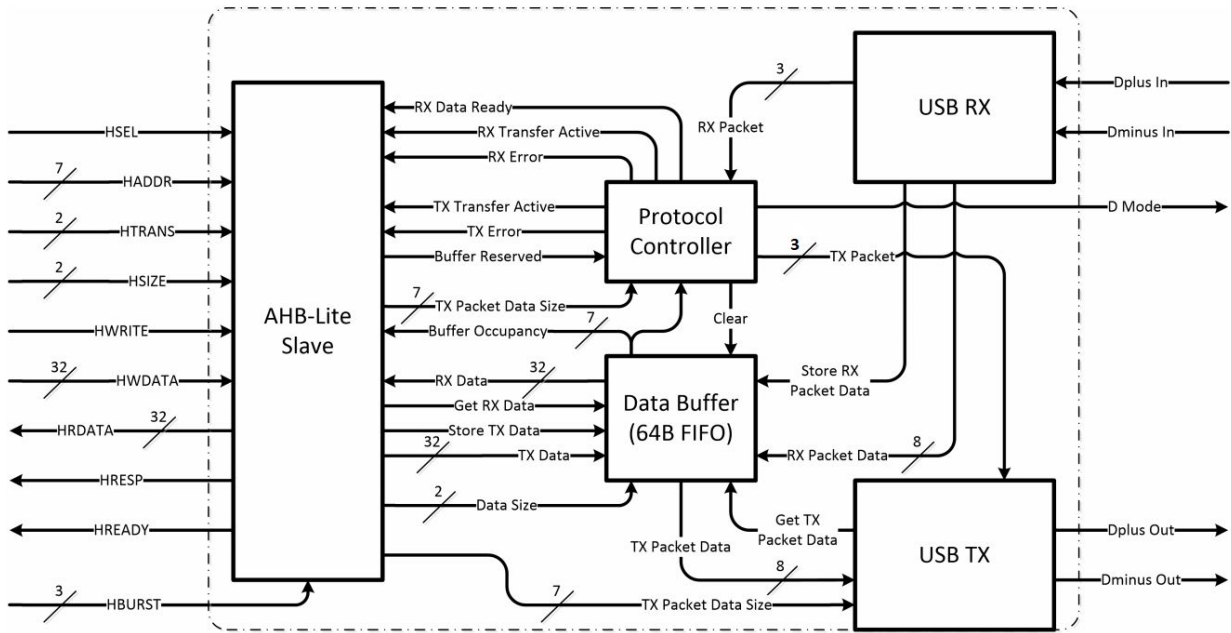 3
USB RX
Dplus In
Dminus In
RX Data Ready
RX Transfer Active
RX Error
RX Packet
HSEL
7
HADDR
2
HTRANS
2
HSIZE
HWRITE
32
HWDATA
HRDATA
32
HRESP
HREADY
3
HBURST
AHB-Lite
Slave
TX Transfer Active
TX Error
Buffer Reserved
7
TX Packet Data Size
Buffer Occupancy
7
Protocol
Controller
D Mode
3
TX Packet
Clear
RX Data
32
Get RX Data
Store TX Data
32
TX Data
2
Data Size
Data Buffer
(64B FIFO)
Store RX
Packet Data
RX Packet Data
8
Get TX
Packet Data
TX Packet Data
8
7
TX Packet Data Size
USB TX
Dplus Out
Dminus Out